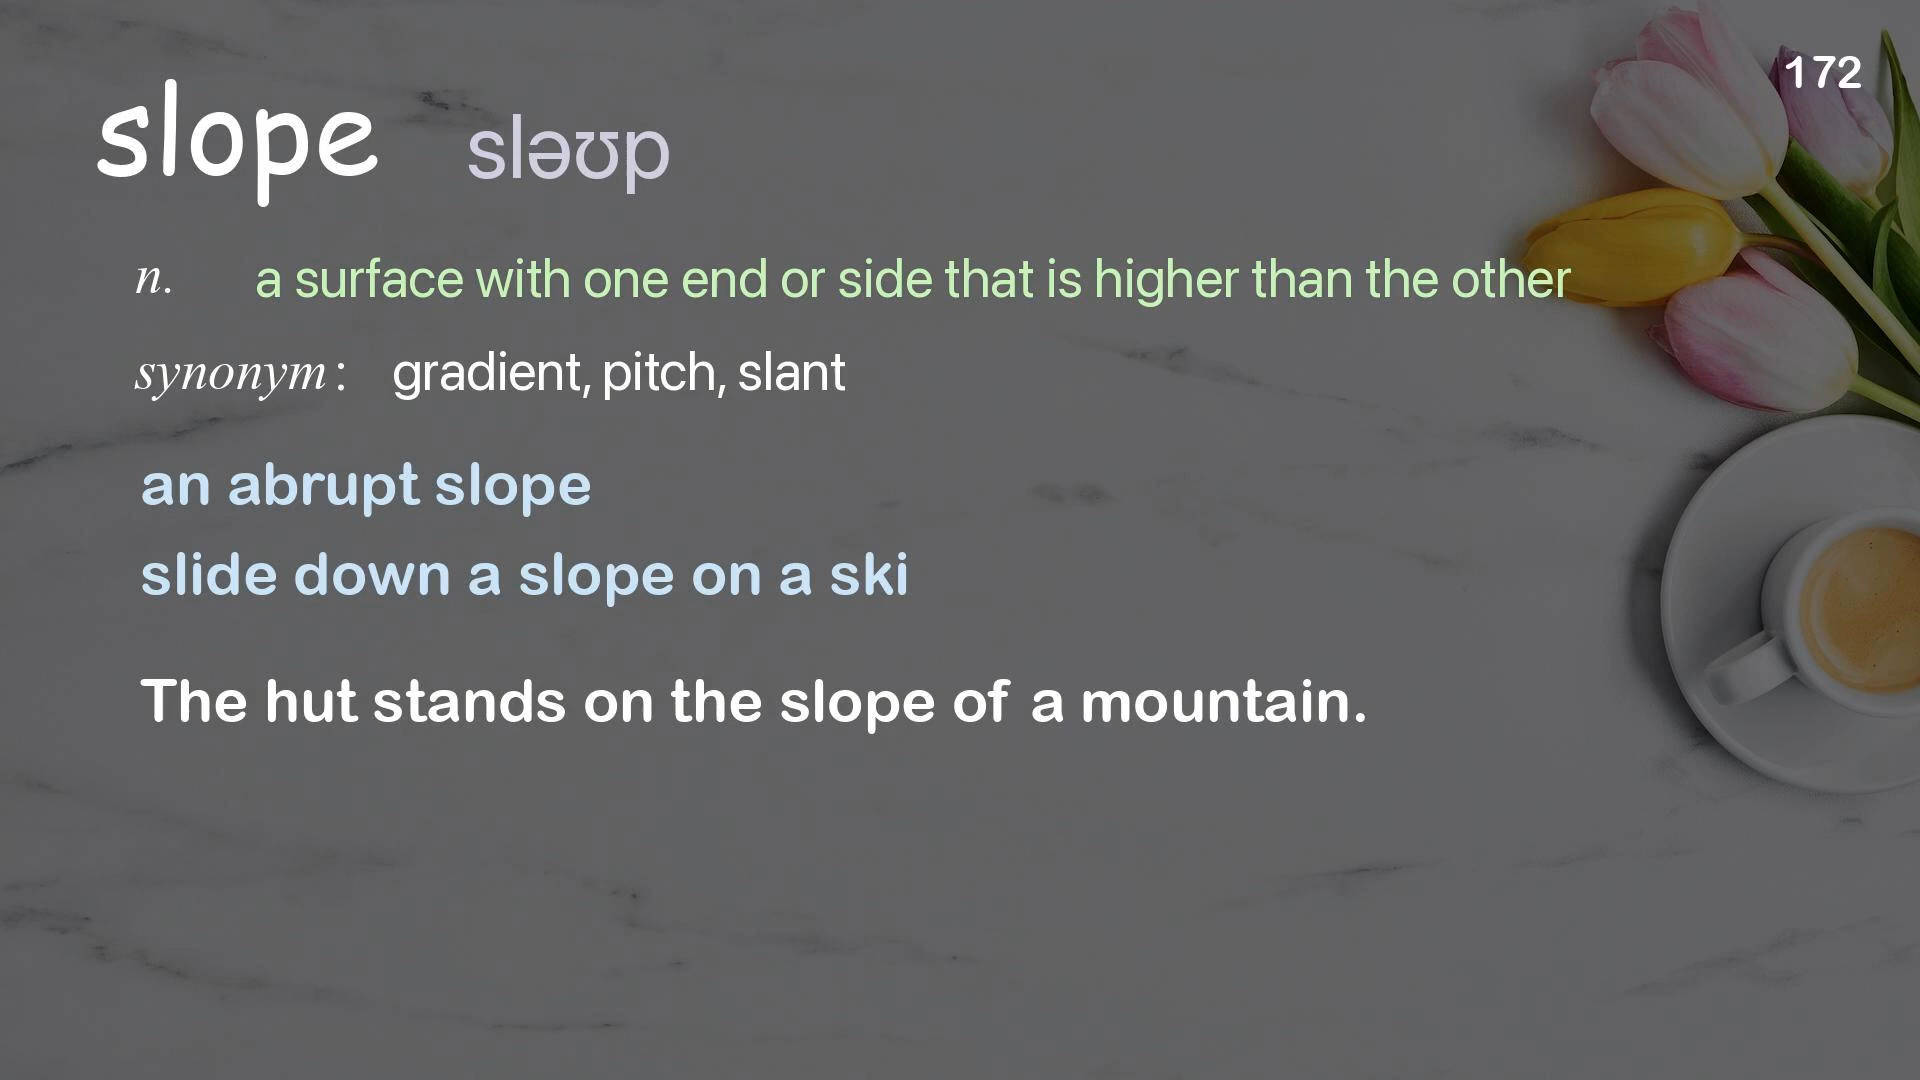 172
slope sləʊp
n. a surface with one end or side that is higher than the other
synonym: gradient, pitch, slant
an abrupt slope
slide down a slope on a ski
The hut stands on the slope of a mountain.